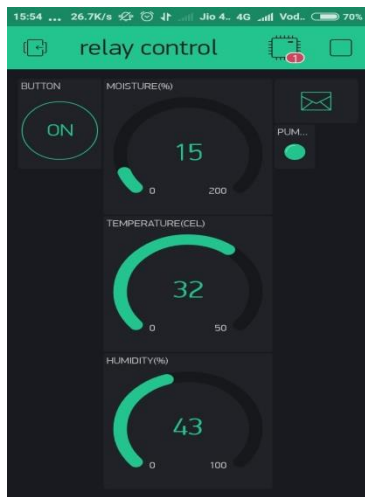 15:54 ... 26.7K/s Jio 4.. 4G Vod.. 70%
relay control
1
BUTTON
ON
MOISTURE(%)
15
0 200
PUM...
TEMPERATURE(CEL)
32
0 50
HUMIDITY(%)
43
0 100